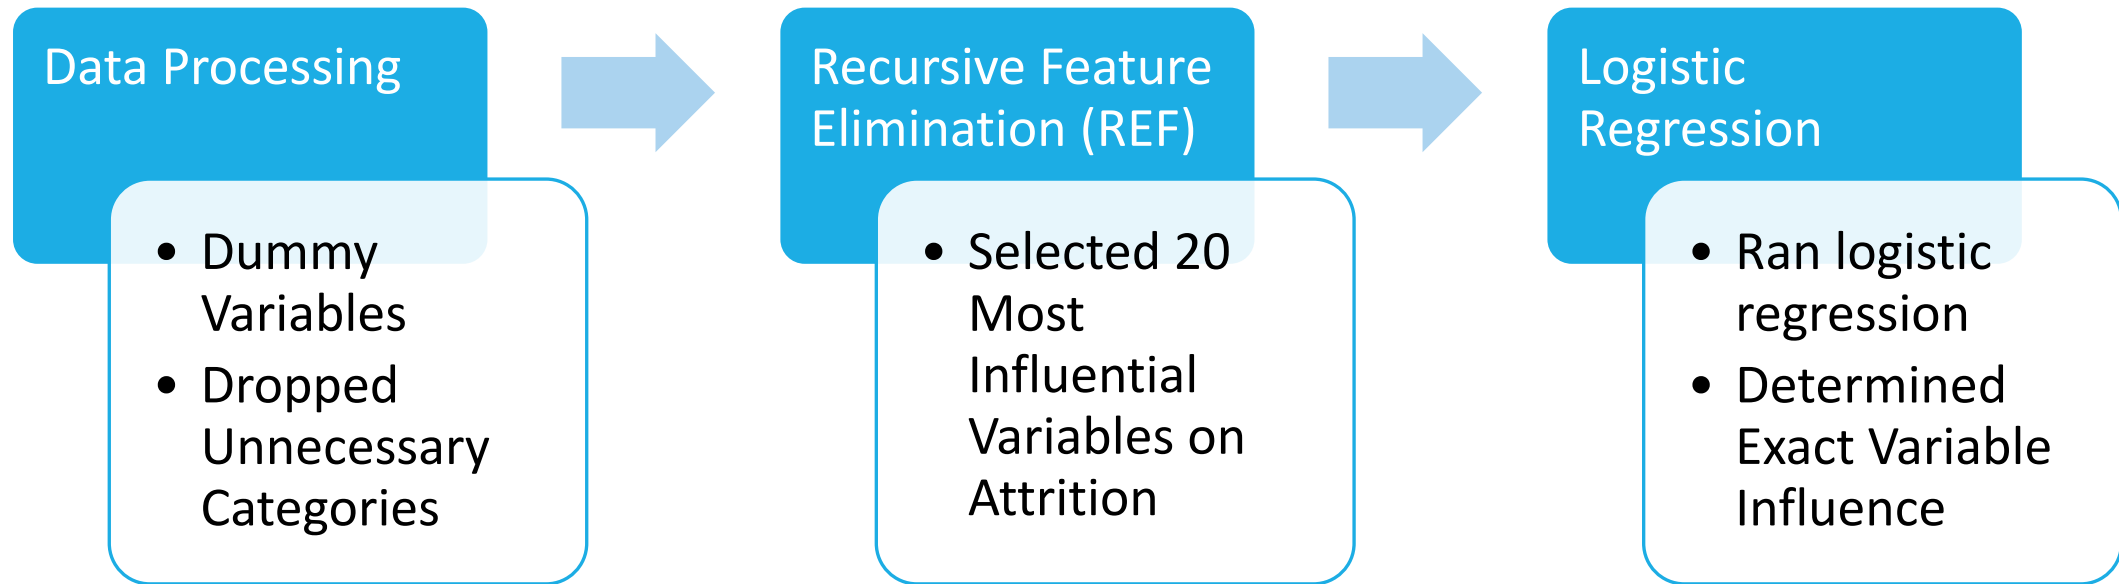 Data Processing
• Dummy
Variables
• Dropped
Unnecessary
Categories
Recursive Feature
Elimination (REF)
• Selected 20
Most
Influential
Variables on
Attrition
Logistic
Regression
• Ran logistic
regression
• Determined
Exact Variable
Influence